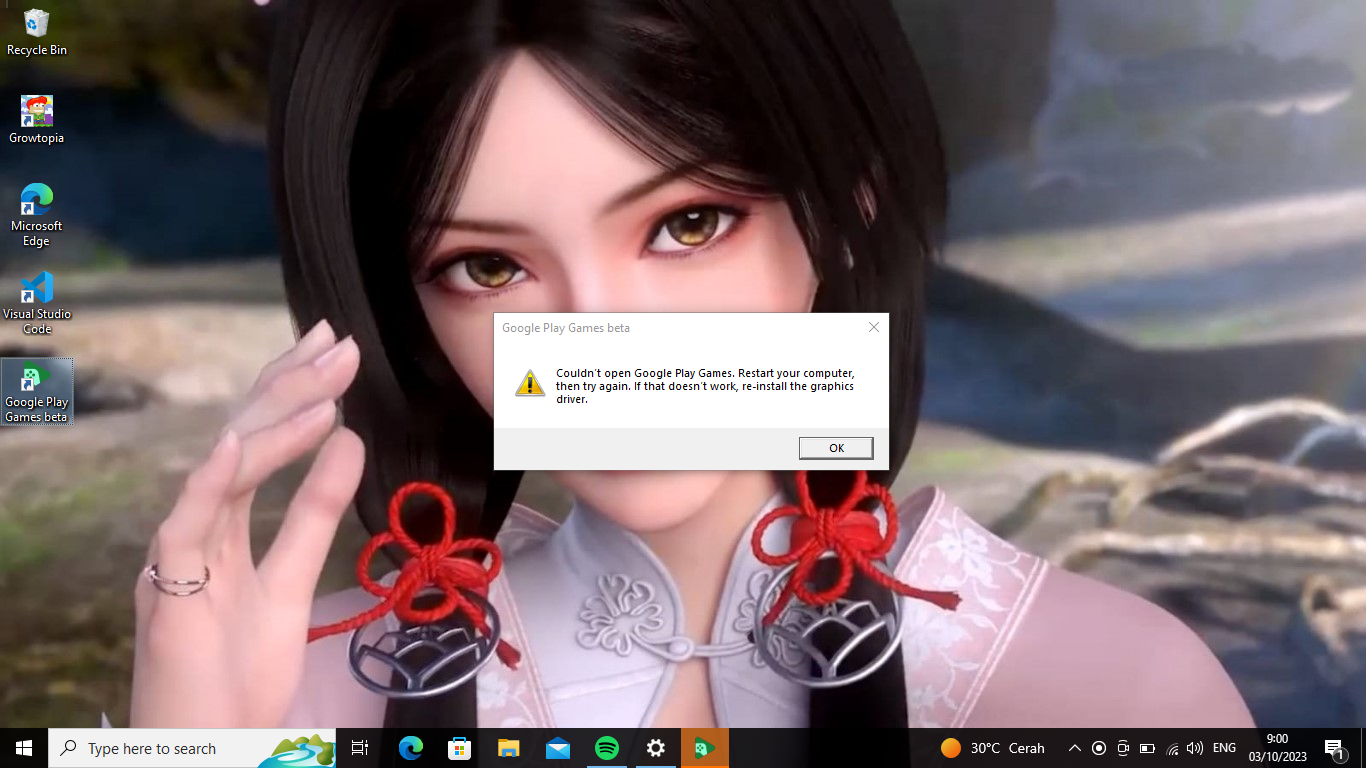 Recycle Bin
Growtopia
Microsoft
Edge
Visual Studio
Code
Google Play
Games beta
Google Play Games beta
Couldn't open Google Play Games. Restart your computer,
then try again. If that doesn't work, re-install the graphics
driver.
OK
Type here to search
30°C Cerah
ENG
9:00
03/10/2023
1